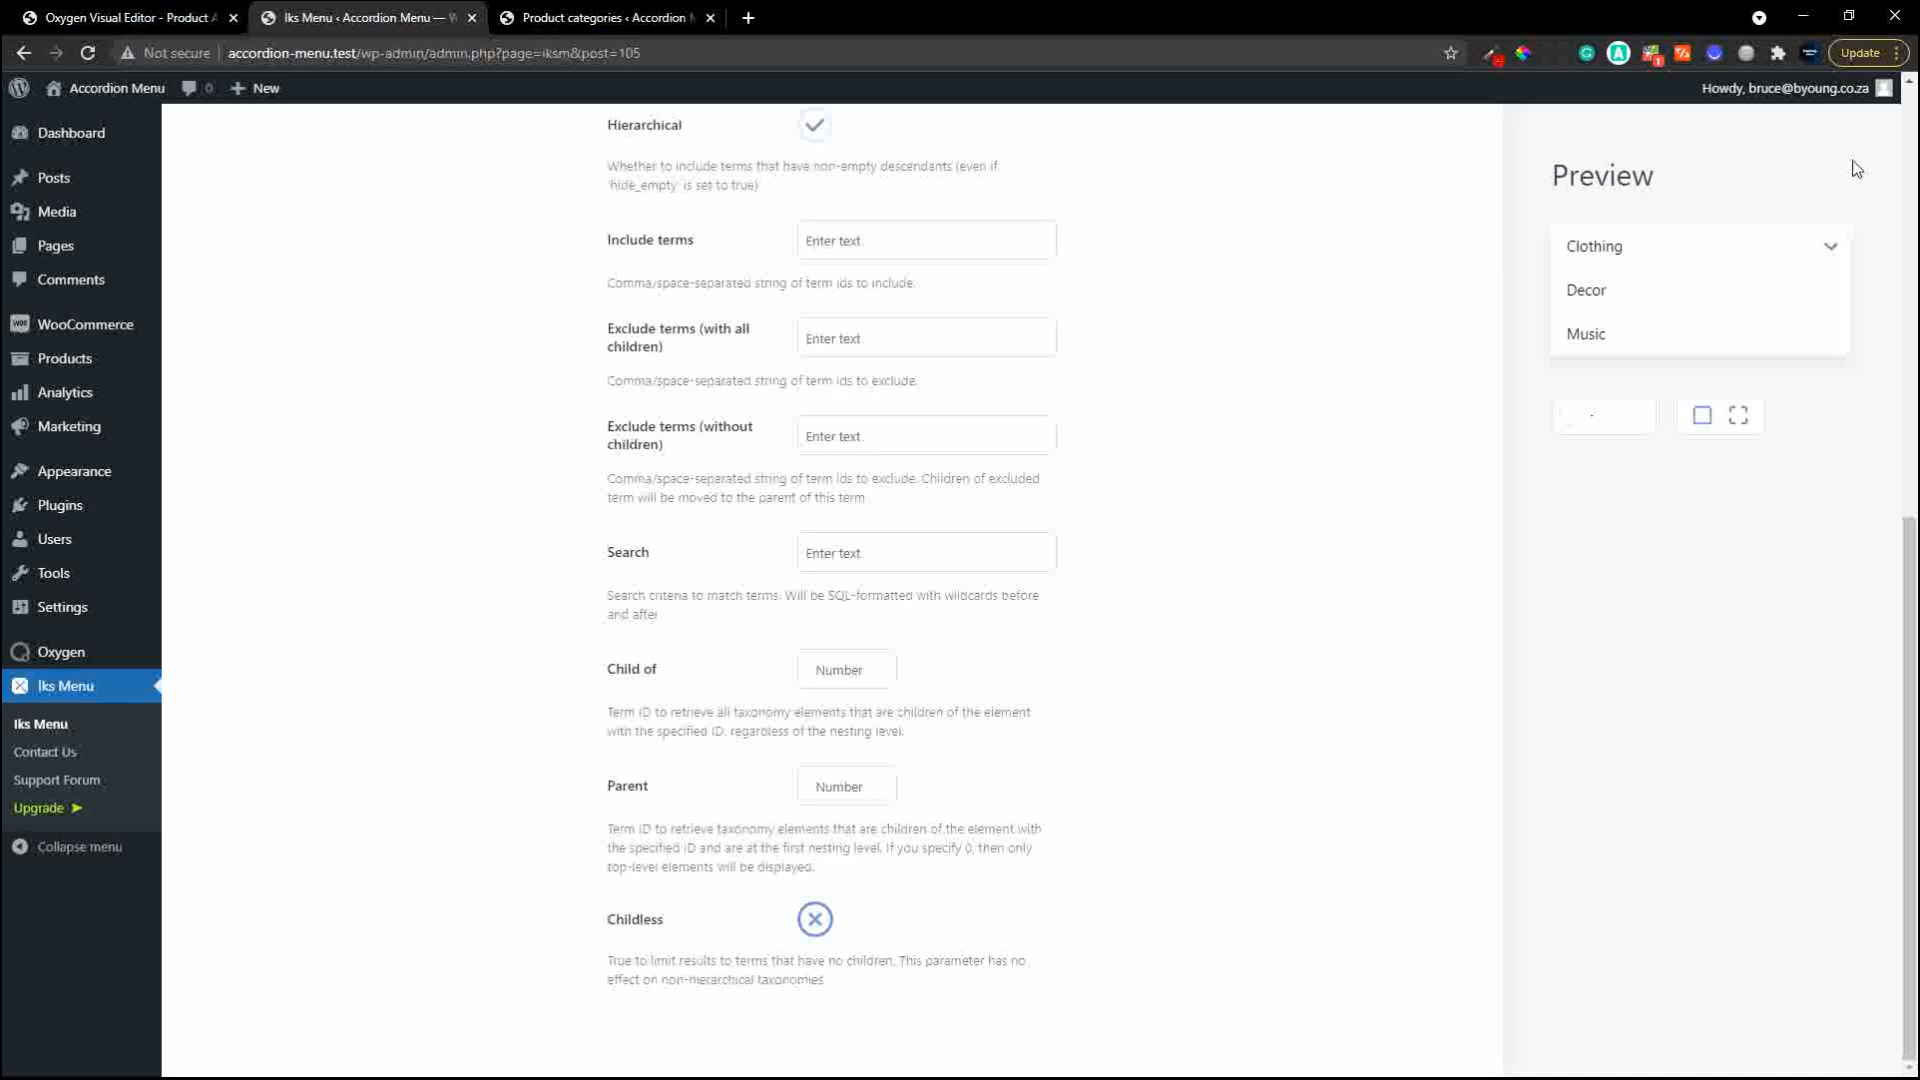 Oxygen Visual Editor - Product A
Iks Menu ‹ Accordion Menu — W
Product categories ‹ Accordion M
Not secure
accordion-menu.test/wp-admin/admin.php?page=iksm&post=105
Update
Accordion Menu
0
New
Howdy, bruce@byoung.co.za
Dashboard
Posts
Media
Pages
Comments
WooCommerce
Products
Analytics
Marketing
Appearance
Plugins
Users
Tools
Settings
Oxygen
Iks Menu
Iks Menu
Contact Us
Support Forum
Upgrade ➤
Collapse menu
Hierarchical
Whether to include terms that have non-empty descendants (even if
'hide_empty' is set to true)
Include terms
Enter text
Comma/space-separated string of term ids to include.
Exclude terms (with all
children)
Enter text
Comma/space-separated string of term ids to exclude.
Exclude terms (without
children)
Enter text
Comma/space-separated string of term ids to exclude. Children of excluded
term will be moved to the parent of this term
Search
Enter text
Search criteria to match terms. Will be SQL-formatted with wildcards before
and after
Child of
Number
Term ID to retrieve all taxonomy elements that are children of the element
with the specified ID, regardless of the nesting level.
Parent
Number
Term ID to retrieve taxonomy elements that are children of the element with
the specified ID and are at the first nesting level. If you specify 0, then only
top-level elements will be displayed.
Childless
True to limit results to terms that have no children. This parameter has no
effect on non-hierarchical taxonomies
Preview
Clothing
Decor
Music